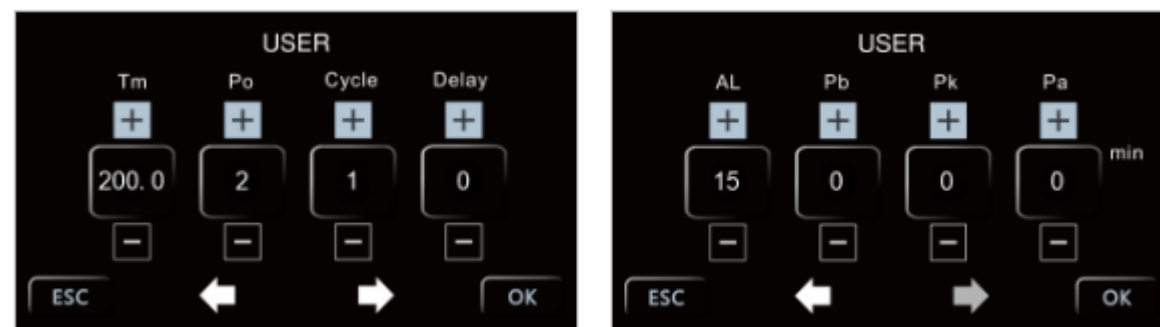 USER
Tm Po Cycle Delay
+ + + +
200.0 2 1 0
- - - -
ESC OK
USER
AL Pb Pk Pa
+ + + +
15 0 0 0 min
- - - -
ESC OK